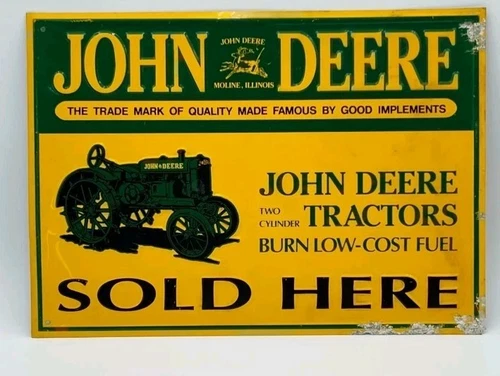 JOHN DEERE
JOHN DEERE
MOLINE, ILLINOIS
THE TRADE MARK OF QUALITY MADE FAMOUS BY GOOD IMPLEMENTS
JOHN DEERE
JOHN DEERE
TWO CYLINDER TRACTORS
BURN LOW-COST FUEL
SOLD HERE